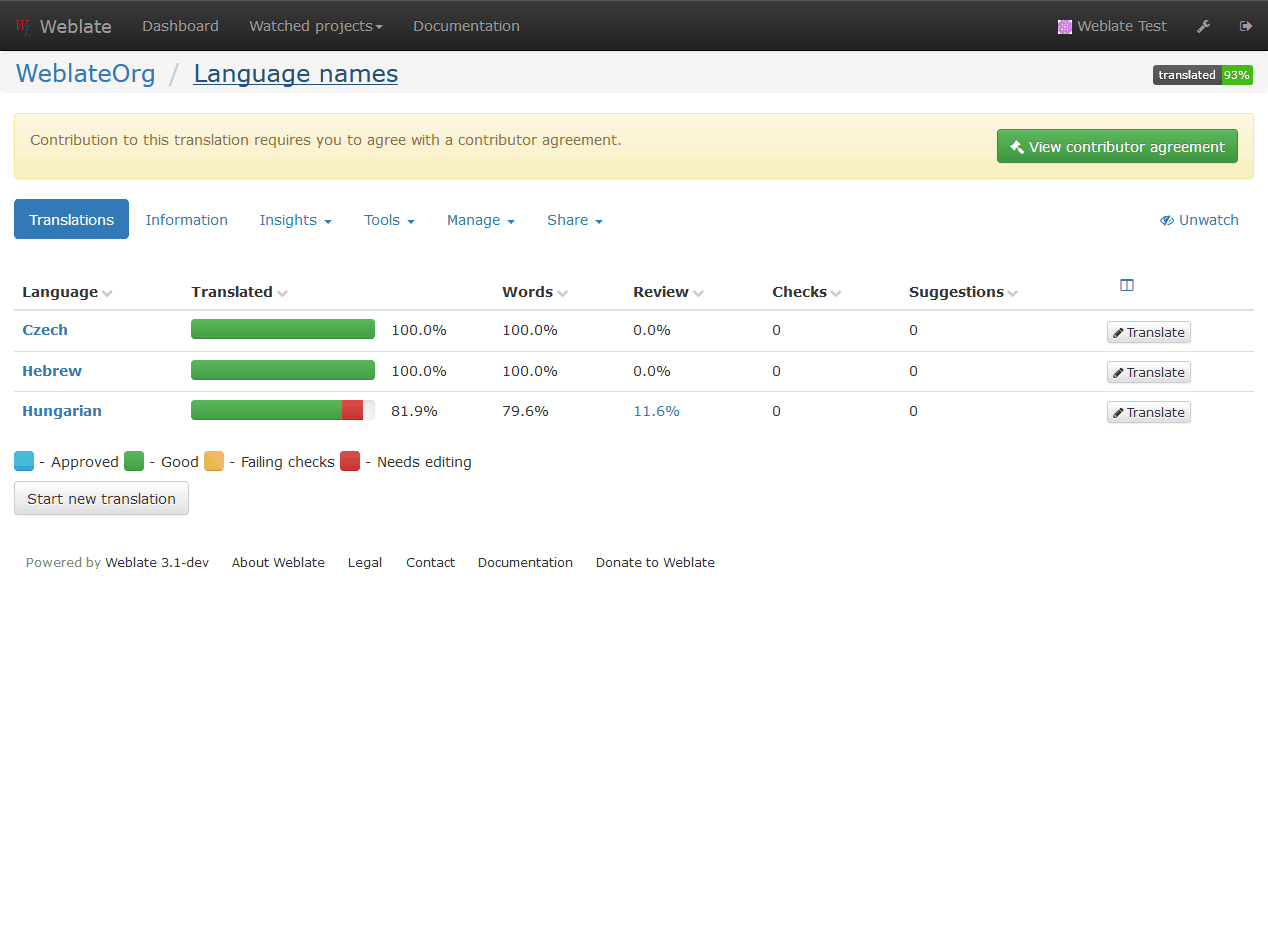 Weblate Dashboard Watched projects Documentation Weblate Test
WeblateOrg / Language names translated 93%
Contribution to this translation requires you to agree with a contributor agreement. View contributor agreement
Translations Information Insights Tools Manage Share Unwatch
Language Translated Words Review Checks Suggestions
Czech 100.0% 100.0% 0.0% 0 0 Translate
Hebrew 100.0% 100.0% 0.0% 0 0 Translate
Hungarian 81.9% 79.6% 11.6% 0 0 Translate
- Approved - Good - Failing checks - Needs editing
Start new translation
Powered by Weblate 3.1-dev About Weblate Legal Contact Documentation Donate to Weblate